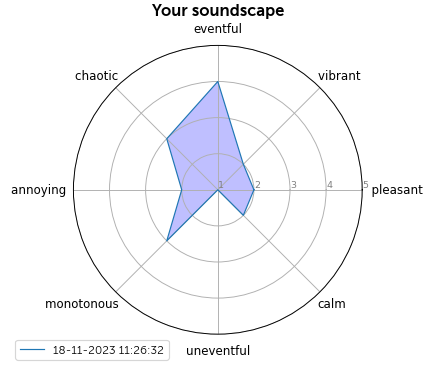 Your soundscape
eventful
chaotic
vibrant
annoying
1
2
3
4
5
pleasant
monotonous
calm
uneventful
18-11-2023 11:26:32